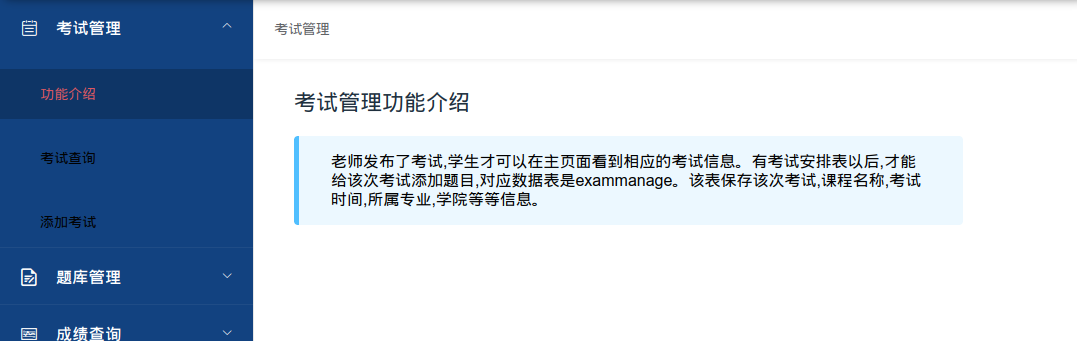 考试管理
功能介绍
考试查询
添加考试
题库管理
成绩查询
考试管理
考试管理功能介绍
老师发布了考试,学生才可以在主页面看到相应的考试信息。有考试安排表以后,才能
给该次考试添加题目,对应数据表是exammanage。该表保存该次考试,课程名称,考试
时间,所属专业,学院等等信息。